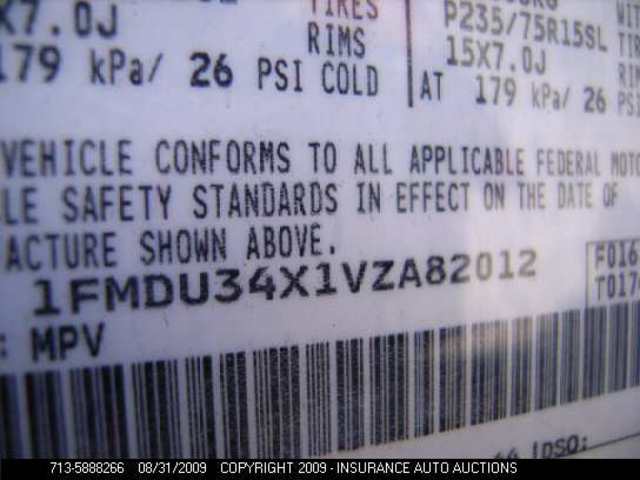 TIRES
P235/75R15SL
X7.0J
RIMS
15X7.0J
179 kPa/ 26 PSI COLD
AT 179 kPa/ 26 PS
VEHICLE CONFORMS TO ALL APPLICABLE FEDERAL MOTO
LE SAFETY STANDARDS IN EFFECT ON THE DATE OF
ACTURE SHOWN ABOVE.
1FMDU34X1VZA82012
F016
T017
: MPV
713-5888266 08/31/2009 COPYRIGHT 2009 - INSURANCE AUTO AUCTIONS